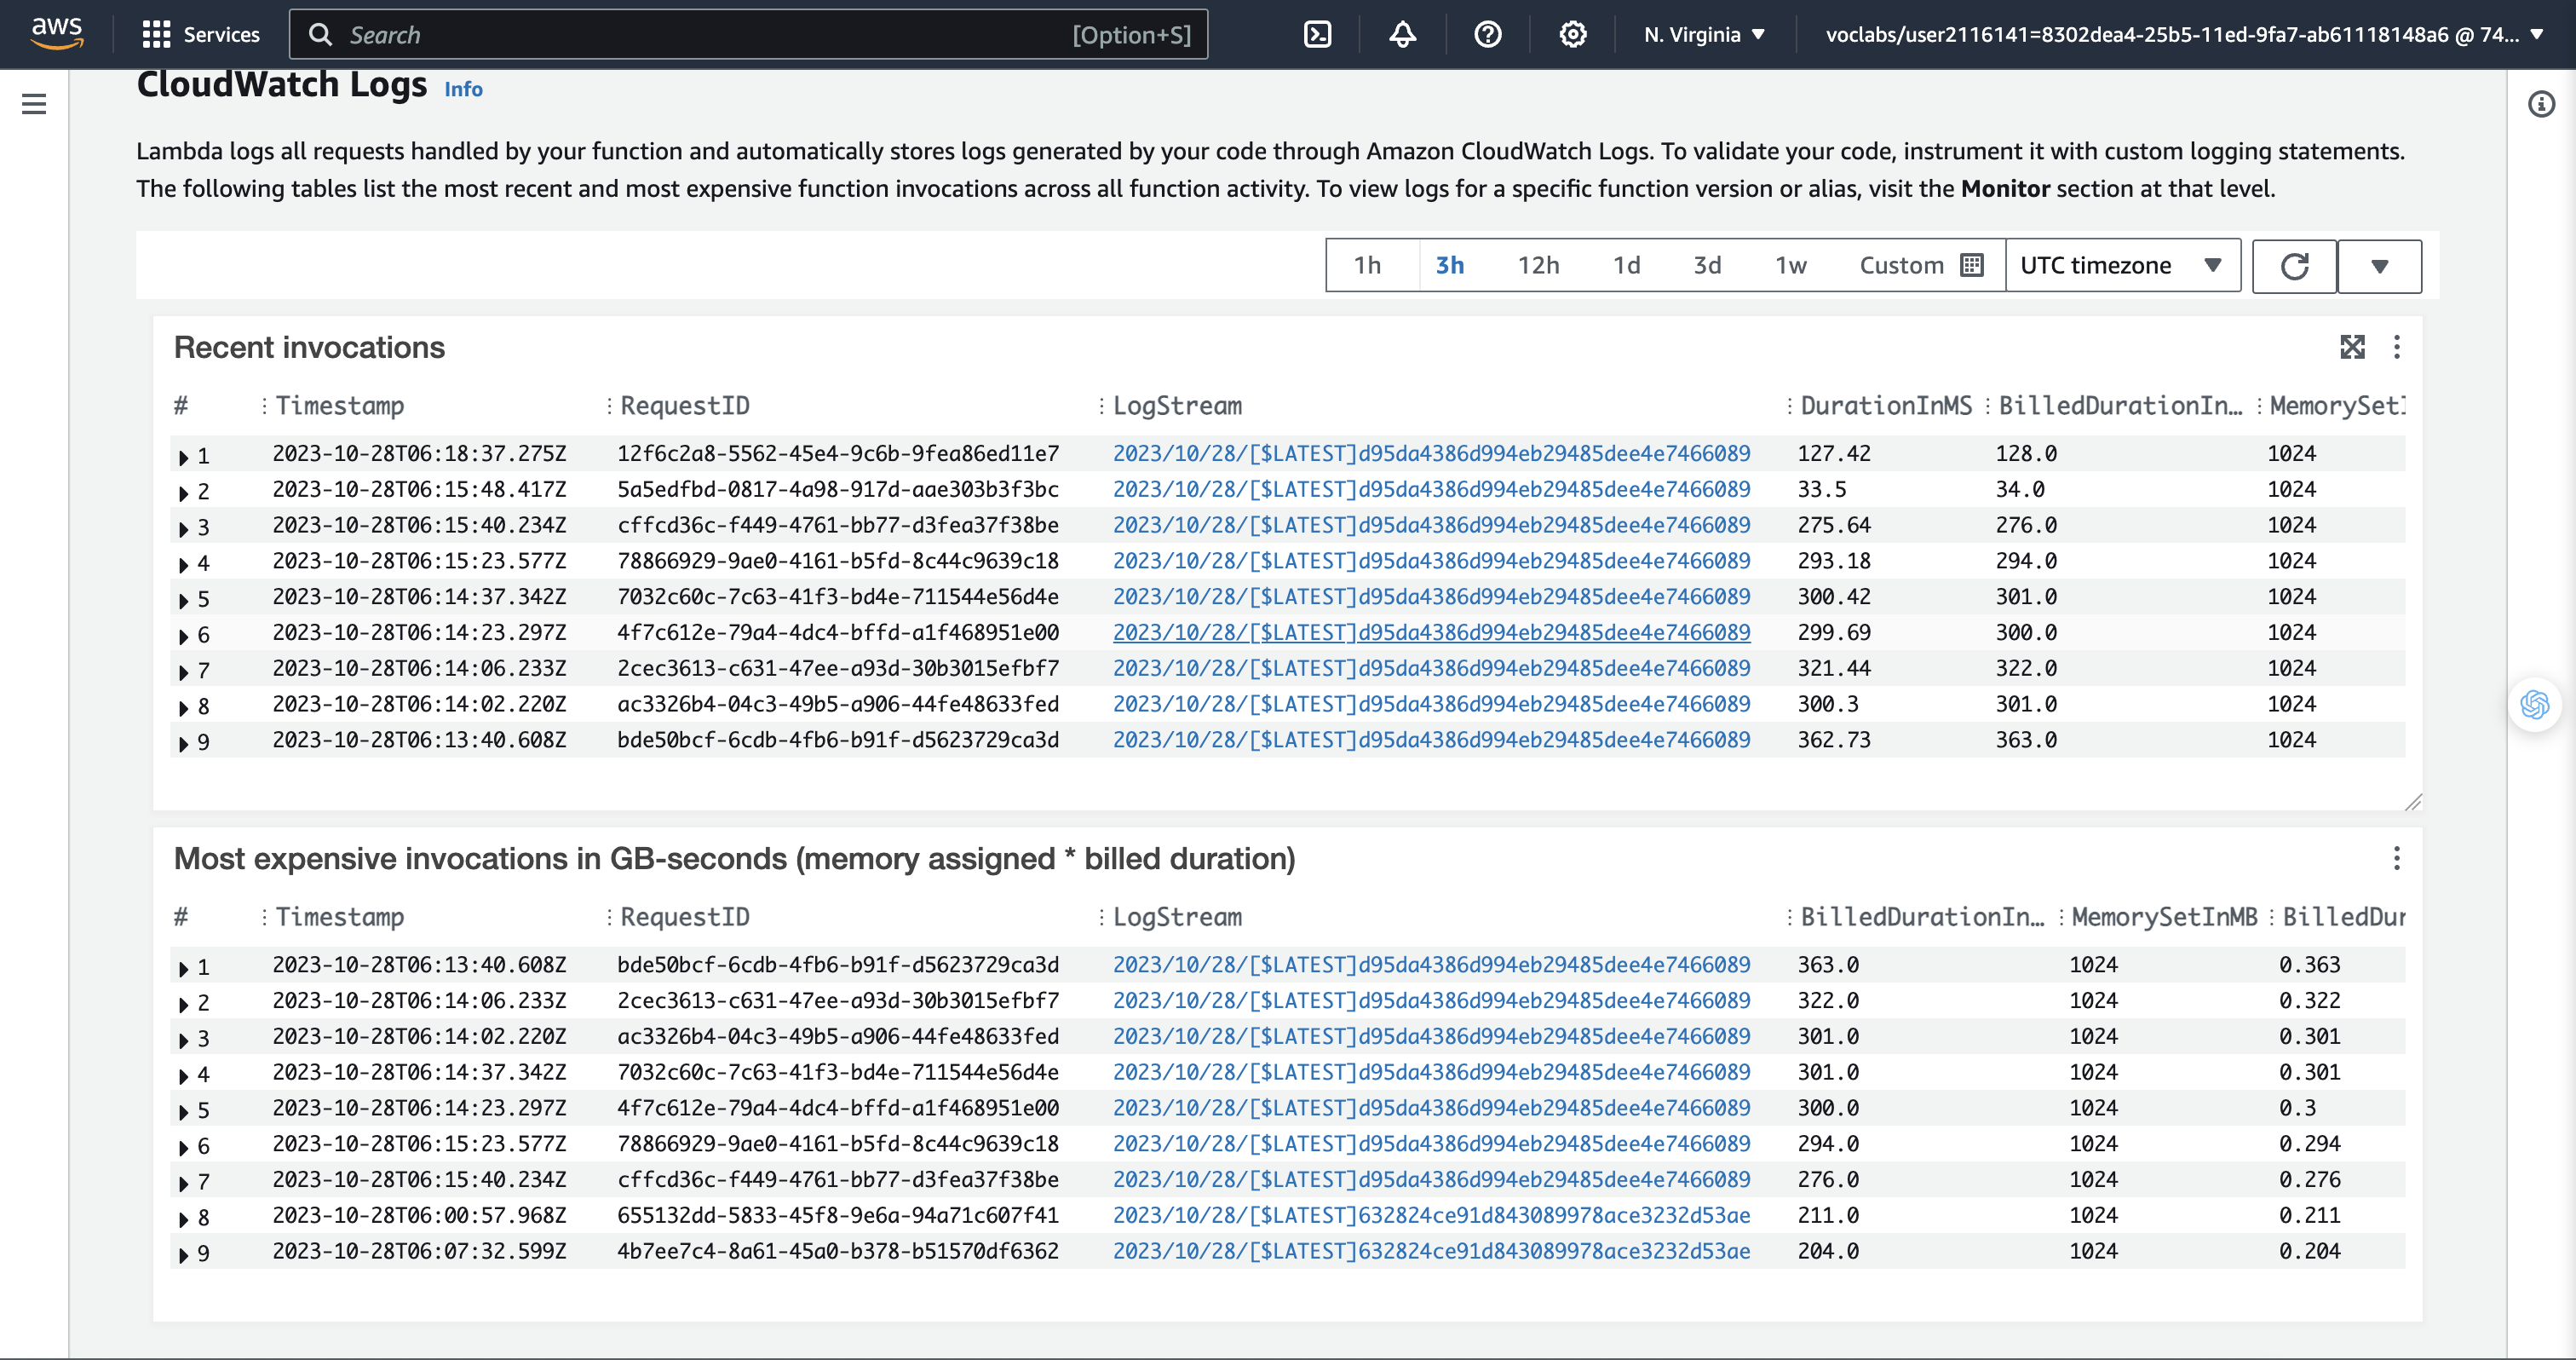 aws Services Search [Option+S] N. Virginia voclabs/user2116141=8302dea4-25b5-11ed-9fa7-ab61118148a6 @ 74...
CloudWatch Logs Info
Lambda logs all requests handled by your function and automatically stores logs generated by your code through Amazon CloudWatch Logs. To validate your code, instrument it with custom logging statements.
The following tables list the most recent and most expensive function invocations across all function activity. To view logs for a specific function version or alias, visit the Monitor section at that level.
1h 3h 12h 1d 3d 1w Custom UTC timezone
Recent invocations
# Timestamp RequestID LogStream DurationInMS BilledDurationIn... MemorySetI
1 2023-10-28T06:18:37.275Z 12f6c2a8-5562-45e4-9c6b-9fea86ed11e7 2023/10/28/[$LATEST]d95da4386d994eb29485dee4e7466089 127.42 128.0 1024
2 2023-10-28T06:15:48.417Z 5a5edfbd-0817-4a98-917d-aae303b3f3bc 2023/10/28/[$LATEST]d95da4386d994eb29485dee4e7466089 33.5 34.0 1024
3 2023-10-28T06:15:40.234Z cffcd36c-f449-4761-bb77-d3fea37f38be 2023/10/28/[$LATEST]d95da4386d994eb29485dee4e7466089 275.64 276.0 1024
4 2023-10-28T06:15:23.577Z 78866929-9ae0-4161-b5fd-8c44c9639c18 2023/10/28/[$LATEST]d95da4386d994eb29485dee4e7466089 293.18 294.0 1024
5 2023-10-28T06:14:37.342Z 7032c60c-7c63-41f3-bd4e-711544e56d4e 2023/10/28/[$LATEST]d95da4386d994eb29485dee4e7466089 300.42 301.0 1024
6 2023-10-28T06:14:23.297Z 4f7c612e-79a4-4dc4-bffd-a1f468951e00 2023/10/28/[$LATEST]d95da4386d994eb29485dee4e7466089 299.69 300.0 1024
7 2023-10-28T06:14:06.233Z 2cec3613-c631-47ee-a93d-30b3015efbf7 2023/10/28/[$LATEST]d95da4386d994eb29485dee4e7466089 321.44 322.0 1024
8 2023-10-28T06:14:02.220Z ac3326b4-04c3-49b5-a906-44fe48633fed 2023/10/28/[$LATEST]d95da4386d994eb29485dee4e7466089 300.3 301.0 1024
9 2023-10-28T06:13:40.608Z bde50bcf-6cdb-4fb6-b91f-d5623729ca3d 2023/10/28/[$LATEST]d95da4386d994eb29485dee4e7466089 362.73 363.0 1024
Most expensive invocations in GB-seconds (memory assigned * billed duration)
# Timestamp RequestID LogStream BilledDurationIn... MemorySetInMB BilledDur
1 2023-10-28T06:13:40.608Z bde50bcf-6cdb-4fb6-b91f-d5623729ca3d 2023/10/28/[$LATEST]d95da4386d994eb29485dee4e7466089 363.0 1024 0.363
2 2023-10-28T06:14:06.233Z 2cec3613-c631-47ee-a93d-30b3015efbf7 2023/10/28/[$LATEST]d95da4386d994eb29485dee4e7466089 322.0 1024 0.322
3 2023-10-28T06:14:02.220Z ac3326b4-04c3-49b5-a906-44fe48633fed 2023/10/28/[$LATEST]d95da4386d994eb29485dee4e7466089 301.0 1024 0.301
4 2023-10-28T06:14:37.342Z 7032c60c-7c63-41f3-bd4e-711544e56d4e 2023/10/28/[$LATEST]d95da4386d994eb29485dee4e7466089 301.0 1024 0.301
5 2023-10-28T06:14:23.297Z 4f7c612e-79a4-4dc4-bffd-a1f468951e00 2023/10/28/[$LATEST]d95da4386d994eb29485dee4e7466089 300.0 1024 0.3
6 2023-10-28T06:15:23.577Z 78866929-9ae0-4161-b5fd-8c44c9639c18 2023/10/28/[$LATEST]d95da4386d994eb29485dee4e7466089 294.0 1024 0.294
7 2023-10-28T06:15:40.234Z cffcd36c-f449-4761-bb77-d3fea37f38be 2023/10/28/[$LATEST]d95da4386d994eb29485dee4e7466089 276.0 1024 0.276
8 2023-10-28T06:00:57.968Z 655132dd-5833-45f8-9e6a-94a71c607f41 2023/10/28/[$LATEST]632824ce91d843089978ace3232d53ae 211.0 1024 0.211
9 2023-10-28T06:07:32.599Z 4b7ee7c4-8a61-45a0-b378-b51570df6362 2023/10/28/[$LATEST]632824ce91d843089978ace3232d53ae 204.0 1024 0.204